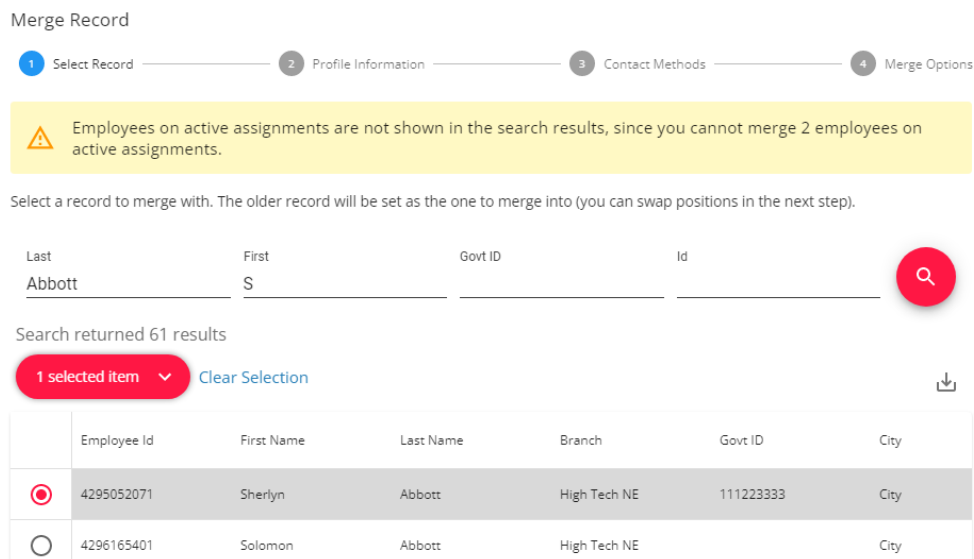 Merge Record
1 Select Record 2 Profile Information 3 Contact Methods 4 Merge Options
Employees on active assignments are not shown in the search results, since you cannot merge 2 employees on
active assignments.
Select a record to merge with. The older record will be set as the one to merge into (you can swap positions in the next step).
Last First Govt ID Id
Abbott S
Search returned 61 results
1 selected item Clear Selection
Employee Id First Name Last Name Branch Govt ID City
4295052071 Sherlyn Abbott High Tech NE 111223333 City
4296165401 Solomon Abbott High Tech NE City